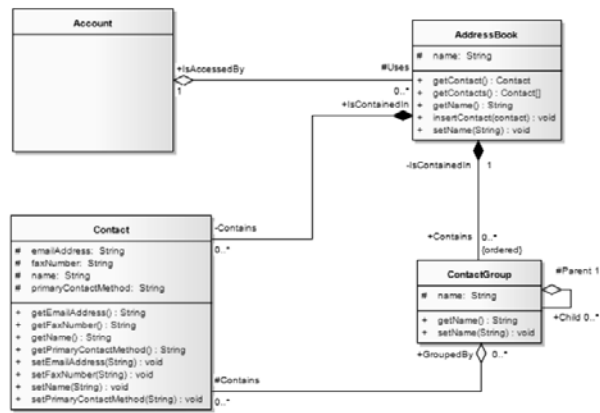 Account
AddressBook
# name: String
+ getContact() : Contact
+ getContacts() : Contact[]
+ getName() : String
+ insertContact(contact) : void
+ setName(String) : void
+IsAccessedBy
1
#Uses
0..*
+IsContainedIn
-IsContainedIn 1
-Contains
0..*
+Contains 0..*
{ordered}
Contact
# emailAddress: String
# faxNumber: String
# name: String
# primaryContactMethod: String
+ getEmailAddress() : String
+ getFaxNumber() : String
+ getName() : String
+ getPrimaryContactMethod() : String
+ setEmailAddress(String) : void
+ setFaxNumber(String) : void
+ setName(String) : void
+ setPrimaryContactMethod(String) : void
ContactGroup
# name: String
+ getName() : String
+ setName(String) : void
#Parent 1
+Child 0..*
+GroupedBy 0..*
#Contains
0..*